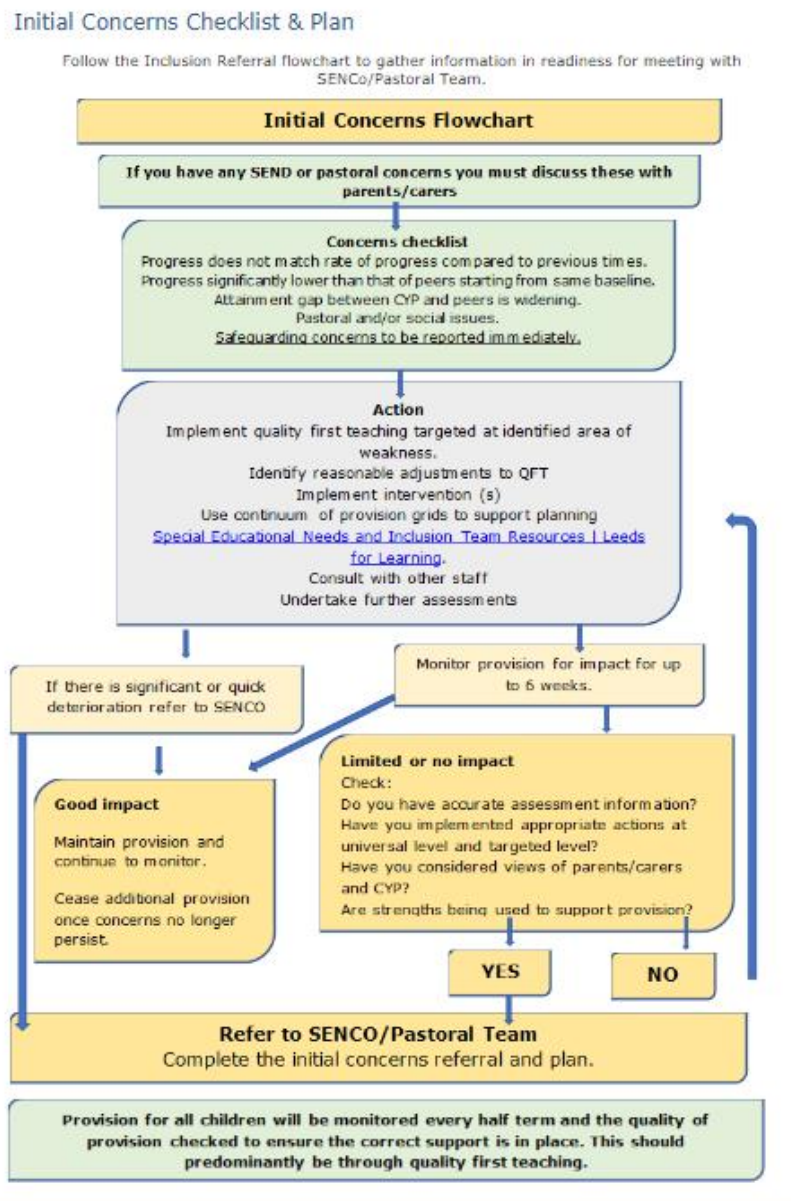 Initial Concerns Checklist & Plan
Follow the Inclusion Referral flowchart to gather information in readiness for meeting with
SENCo/Pastoral Team.
Initial Concerns Flowchart
If you have any SEND or pastoral concerns you must discuss these with
parents/carers
Concerns checklist
Progress does not match rate of progress compared to previous times.
Progress significantly lower than that of peers starting from same baseline.
Attainment gap between CYP and peers is widening.
Pastoral and/or social issues.
Safeguarding concerns to be reported immediately.
Action
Implement quality first teaching targeted at identified area of
weakness.
Identify reasonable adjustments to QFT
Implement intervention (s)
Use continuum of provision grids to support planning
Special Educational Needs and Inclusion Team Resources | Leeds
for Learning.
Consult with other staff
Undertake further assessments
If there is significant or quick
deterioration refer to SENCO
Monitor provision for impact for up
to 6 weeks.
Good impact
Maintain provision and
continue to monitor.
Cease additional provision
once concerns no longer
persist.
Limited or no impact
Check:
Do you have accurate assessment information?
Have you implemented appropriate actions at
universal level and targeted level?
Have you considered views of parents/carers
and CYP?
Are strengths being used to support provision?
YES
NO
Refer to SENCO/Pastoral Team
Complete the initial concerns referral and plan.
Provision for all children will be monitored every half term and the quality of
provision checked to ensure the correct support is in place. This should
predominantly be through quality first teaching.